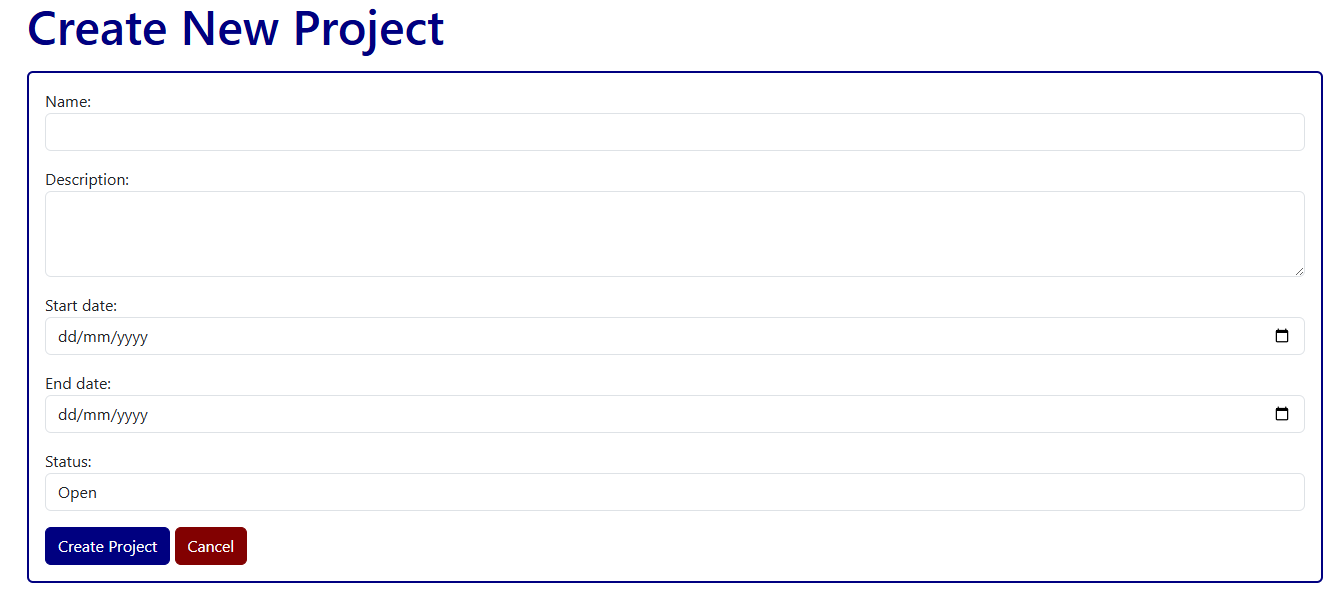 Create New Project
Name:
Description:
Start date:
dd/mm/yyyy
End date:
dd/mm/yyyy
Status:
Open
Create Project Cancel